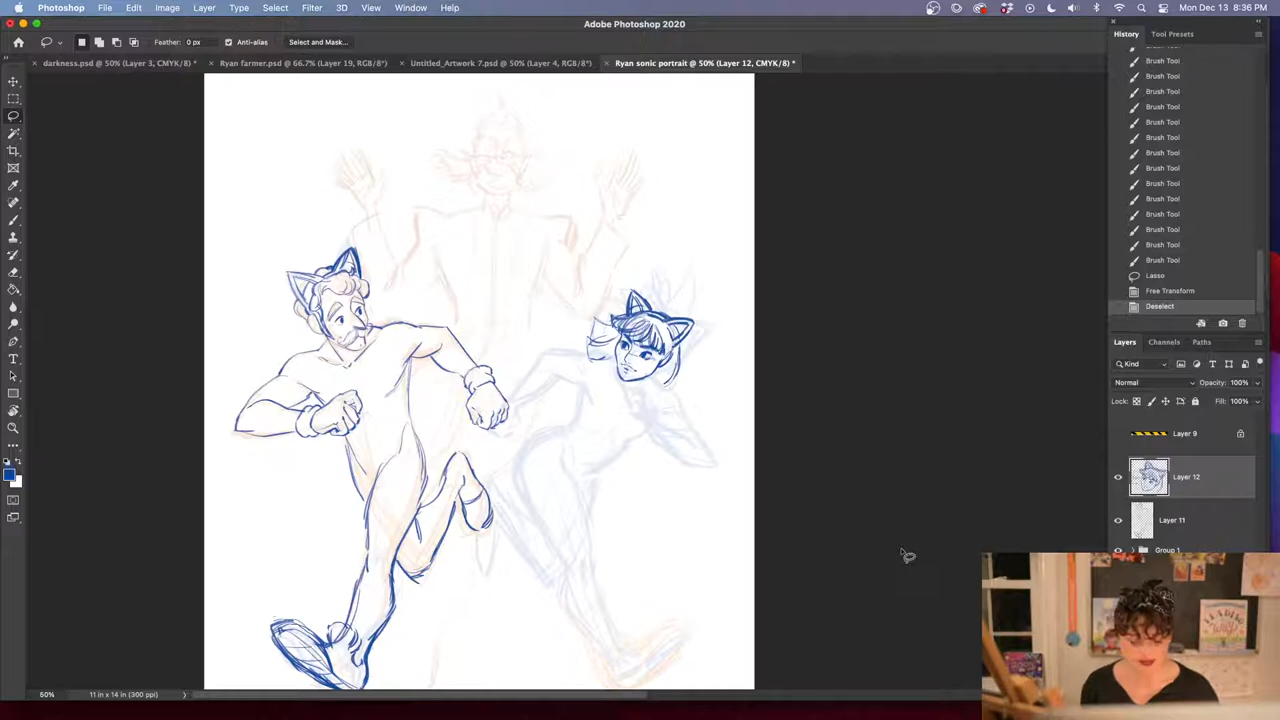 Photoshop File Edit Image Layer Type Select Filter 3D View Window Help Mon Dec 13 8:36 PM
Adobe Photoshop 2020
Feather: 0 px Anti-alias Select and Mask...
× darkness.psd @ 50% (Layer 3, CMYK/8) * × Ryan farmer.psd @ 66.7% (Layer 19, RGB/8*) × Untitled_Artwork 7.psd @ 50% (Layer 4, RGB/8*) × Ryan sonic portrait @ 50% (Layer 12, CMYK/8) *
History Tool Presets
Brush Tool
Brush Tool
Brush Tool
Brush Tool
Brush Tool
Brush Tool
Brush Tool
Brush Tool
Brush Tool
Brush Tool
Brush Tool
Brush Tool
Brush Tool
Brush Tool
Lasso
Free Transform
Deselect
Layers Channels Paths
Kind
Normal Opacity: 100%
Lock: Fill: 100%
Layer 9
Layer 12
Layer 11
Group 1
READING
50% 11 in x 14 in (300 ppi)